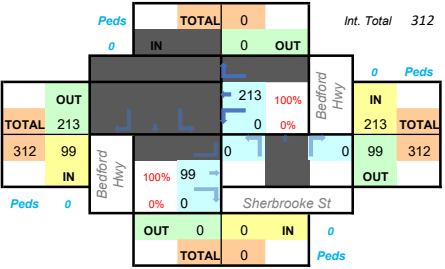 Peds TOTAL 0 Int. Total 312
0 IN 0 OUT
0 Peds
OUT 213 100% Bedford Hwy IN
TOTAL 213 0 0% 213 TOTAL
312 99 Bedford Hwy 100% 99 0 0 99 312
IN OUT
Peds 0 0% 0 Sherbrooke St
OUT 0 0 IN 0
TOTAL 0 Peds